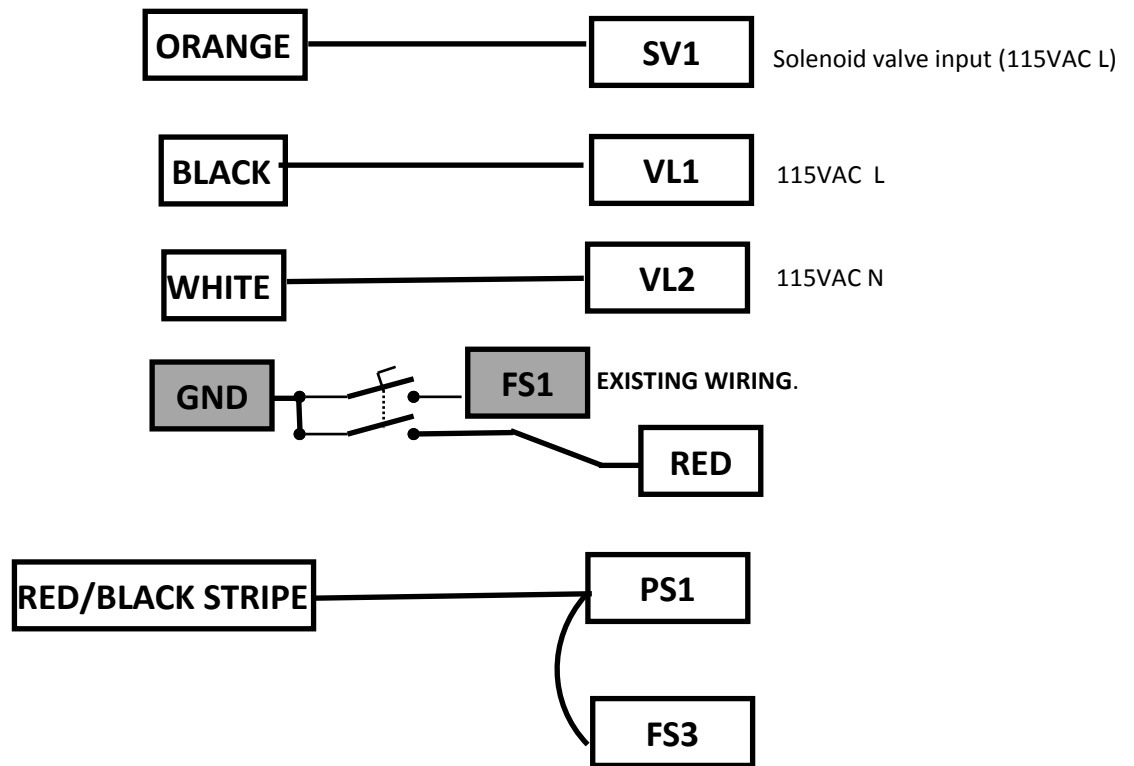 ORANGE
SV1
Solenoid valve input (115VAC L)
BLACK
VL1
115VAC L
WHITE
VL2
115VAC N
GND
FS1
EXISTING WIRING.
RED
RED/BLACK STRIPE
PS1
FS3